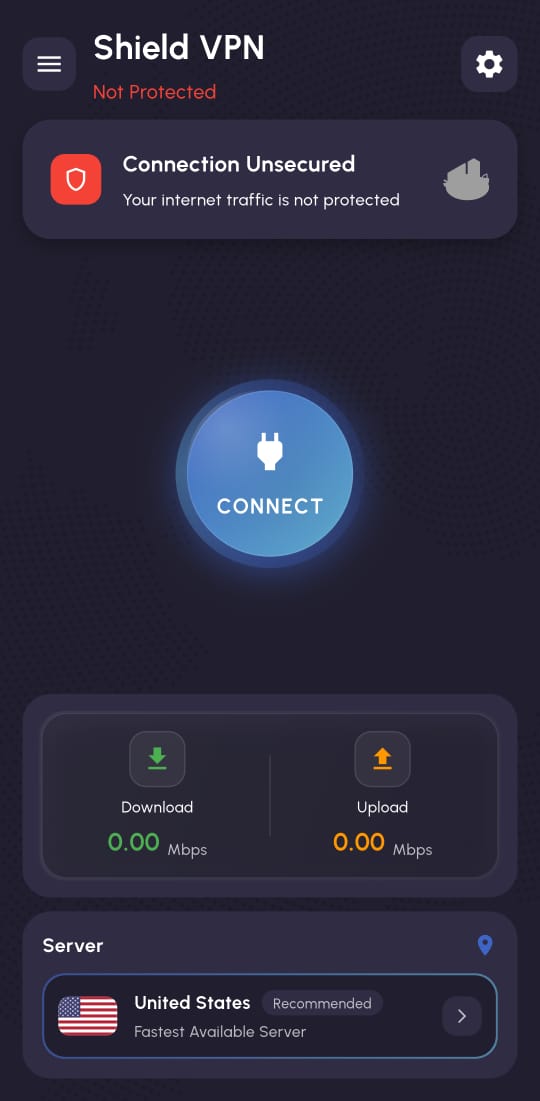 Shield VPN
Not Protected
Connection Unsecured
Your internet traffic is not protected
CONNECT
Download
Upload
0.00 Mbps
0.00 Mbps
Server
United States
Recommended
Fastest Available Server